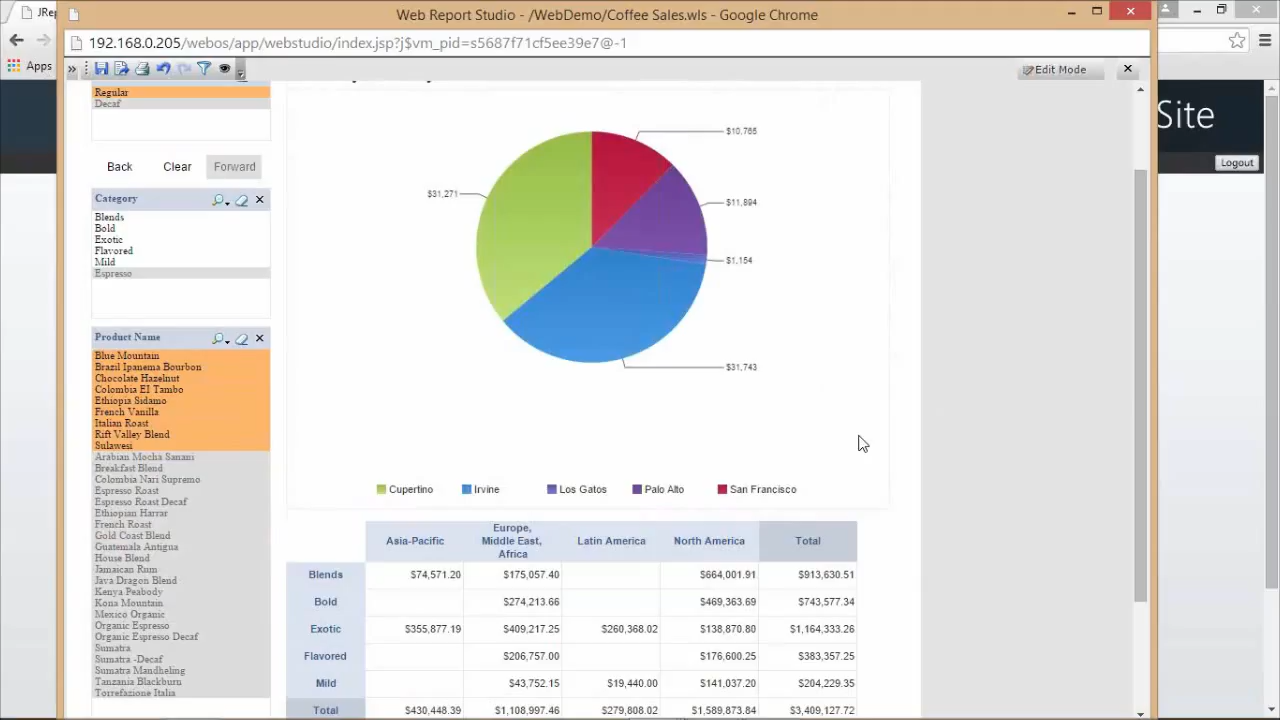 JRe
Web Report Studio - /WebDemo/Coffee Sales.wls - Google Chrome
192.168.0.205/webos/app/webstudio/index.jsp?j$vm_pid=s5687f71cf5ee39e7@-1
Apps
Edit Mode
Site
Logout
Regular
Decaf
Back Clear Forward
Category
Blends
Bold
Exotic
Flavored
Mild
Espresso
Product Name
Blue Mountain
Brazil Ipanema Bourbon
Chocolate Hazelnut
Colombia EI Tambo
Ethiopia Sidamo
French Vanilla
Italian Roast
Rift Valley Blend
Sulawesi
Arabian Mocha Sanani
Breakfast Blend
Colombia Nari Supremo
Espresso Roast
Espresso Roast Decaf
Ethiopian Harrar
French Roast
Gold Coast Blend
Guatemala Antigua
House Blend
Jamaican Rum
Java Dragon Blend
Kenya Peabody
Kona Mountain
Mexico Organic
Organic Espresso
Organic Espresso Decaf
Sumatra
Sumatra -Decaf
Sumatra Mandheling
Tanzania Blackburn
Torrefazione Italia
$10,765
$31,271
$11,894
$1,154
$31,743
Cupertino Irvine Los Gatos Palo Alto San Francisco
Asia-Pacific Europe, Middle East, Africa Latin America North America Total
Blends $74,571.20 $175,057.40 $664,001.91 $913,630.51
Bold $274,213.66 $469,363.69 $743,577.34
Exotic $355,877.19 $409,217.25 $260,368.02 $138,870.80 $1,164,333.26
Flavored $206,757.00 $176,600.25 $383,357.25
Mild $43,752.15 $19,440.00 $141,037.20 $204,229.35
Total $430,448.39 $1,108,997.46 $279,808.02 $1,589,873.84 $3,409,127.72